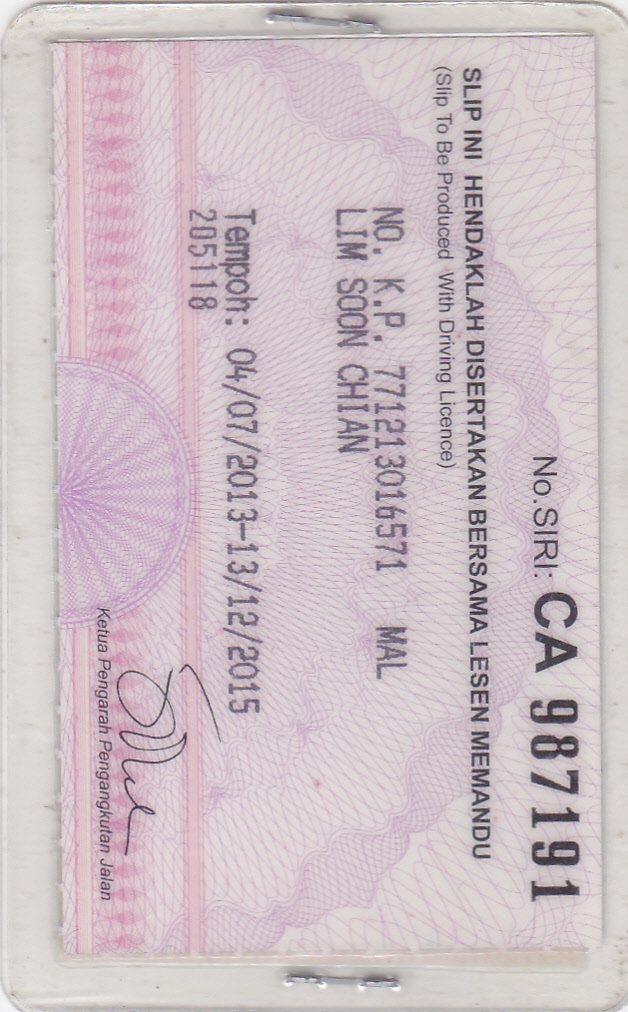 No.SIRI: CA 987191
SLIP INI HENDAKLAH DISERTAKAN BERSAMA LESEN MEMANDU
(Slip To Be Produced With Driving Licence)
NO. K.P. 771213016571 MAL
LIM SOON CHIAN
Tempoh: 04/07/2013-13/12/2015
205118
Ketua Pengarah Pengangkutan Jalan